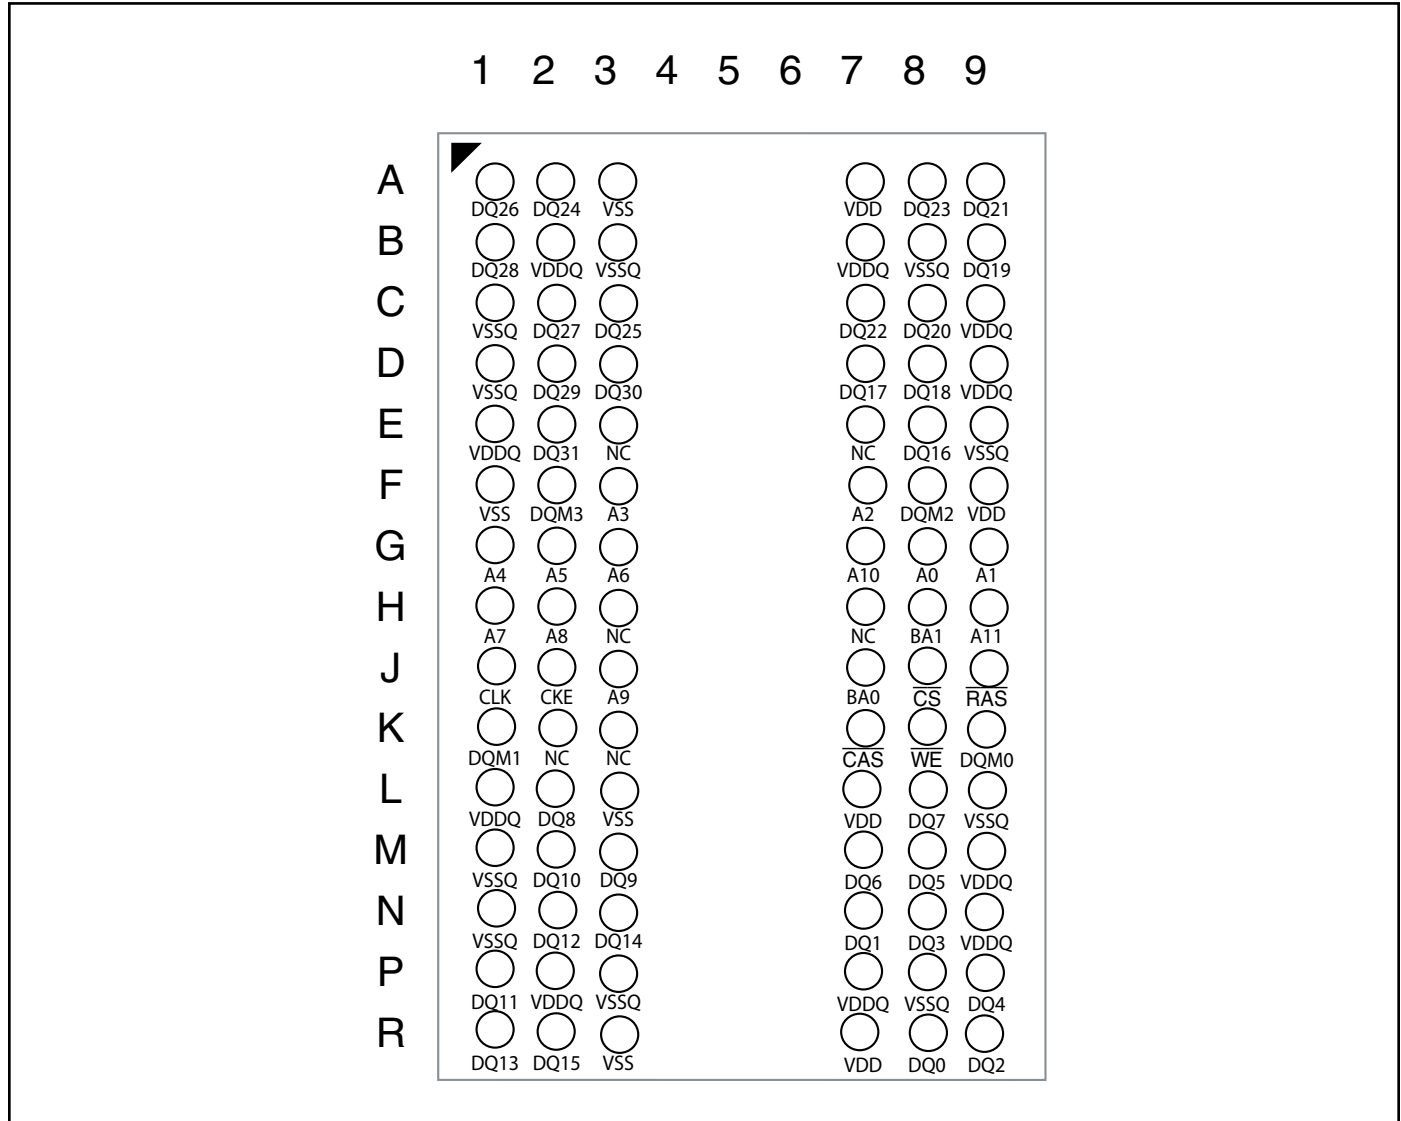 1 2 3 4 5 6 7 8 9
A
DQ26 DQ24 VSS VDD DQ23 DQ21
B
DQ28 VDDQ VSSQ VDDQ VSSQ DQ19
C
VSSQ DQ27 DQ25 DQ22 DQ20 VDDQ
D
VSSQ DQ29 DQ30 DQ17 DQ18 VDDQ
E
VDDQ DQ31 NC NC DQ16 VSSQ
F
VSS DQM3 A3 A2 DQM2 VDD
G
A4 A5 A6 A10 A0 A1
H
A7 A8 NC NC BA1 A11
J
CLK CKE A9 BA0 C̅S̅ R̅A̅S̅
K
DQM1 NC NC C̅A̅S̅ W̅E̅ DQM0
L
VDDQ DQ8 VSS VDD DQ7 VSSQ
M
VSSQ DQ10 DQ9 DQ6 DQ5 VDDQ
N
VSSQ DQ12 DQ14 DQ1 DQ3 VDDQ
P
DQ11 VDDQ VSSQ VDDQ VSSQ DQ4
R
DQ13 DQ15 VSS VDD DQ0 DQ2